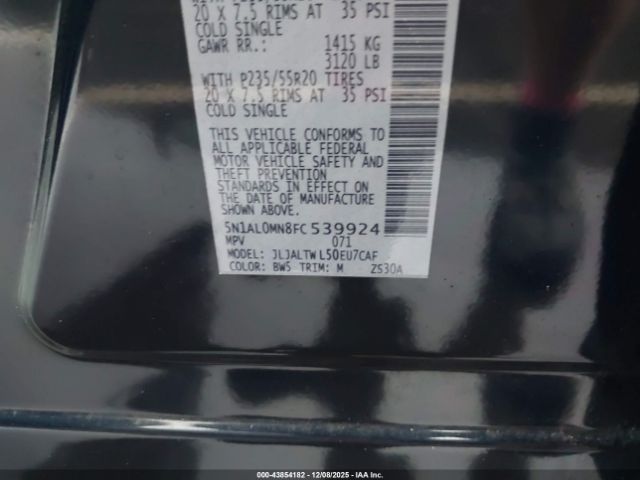 20 X 7.5 RIMS AT 35 PSI
COLD SINGLE
GAWR RR.: 1415 KG
3120 LB
WITH P235/55R20 TIRES
20 X 7.5 RIMS AT 35 PSI
COLD SINGLE
THIS VEHICLE CONFORMS TO
ALL APPLICABLE FEDERAL
MOTOR VEHICLE SAFETY AND
THEFT PREVENTION
STANDARDS IN EFFECT ON
THE DATE OF MANUFACTURE
SHOWN ABOVE.
5N1AL0MN8FC539924
MPV 071
MODEL: JLJALTWL50EU7CAF
COLOR: BW5 TRIM: M ZS30A
000-43854182 - 12/08/2025 - IAA Inc.